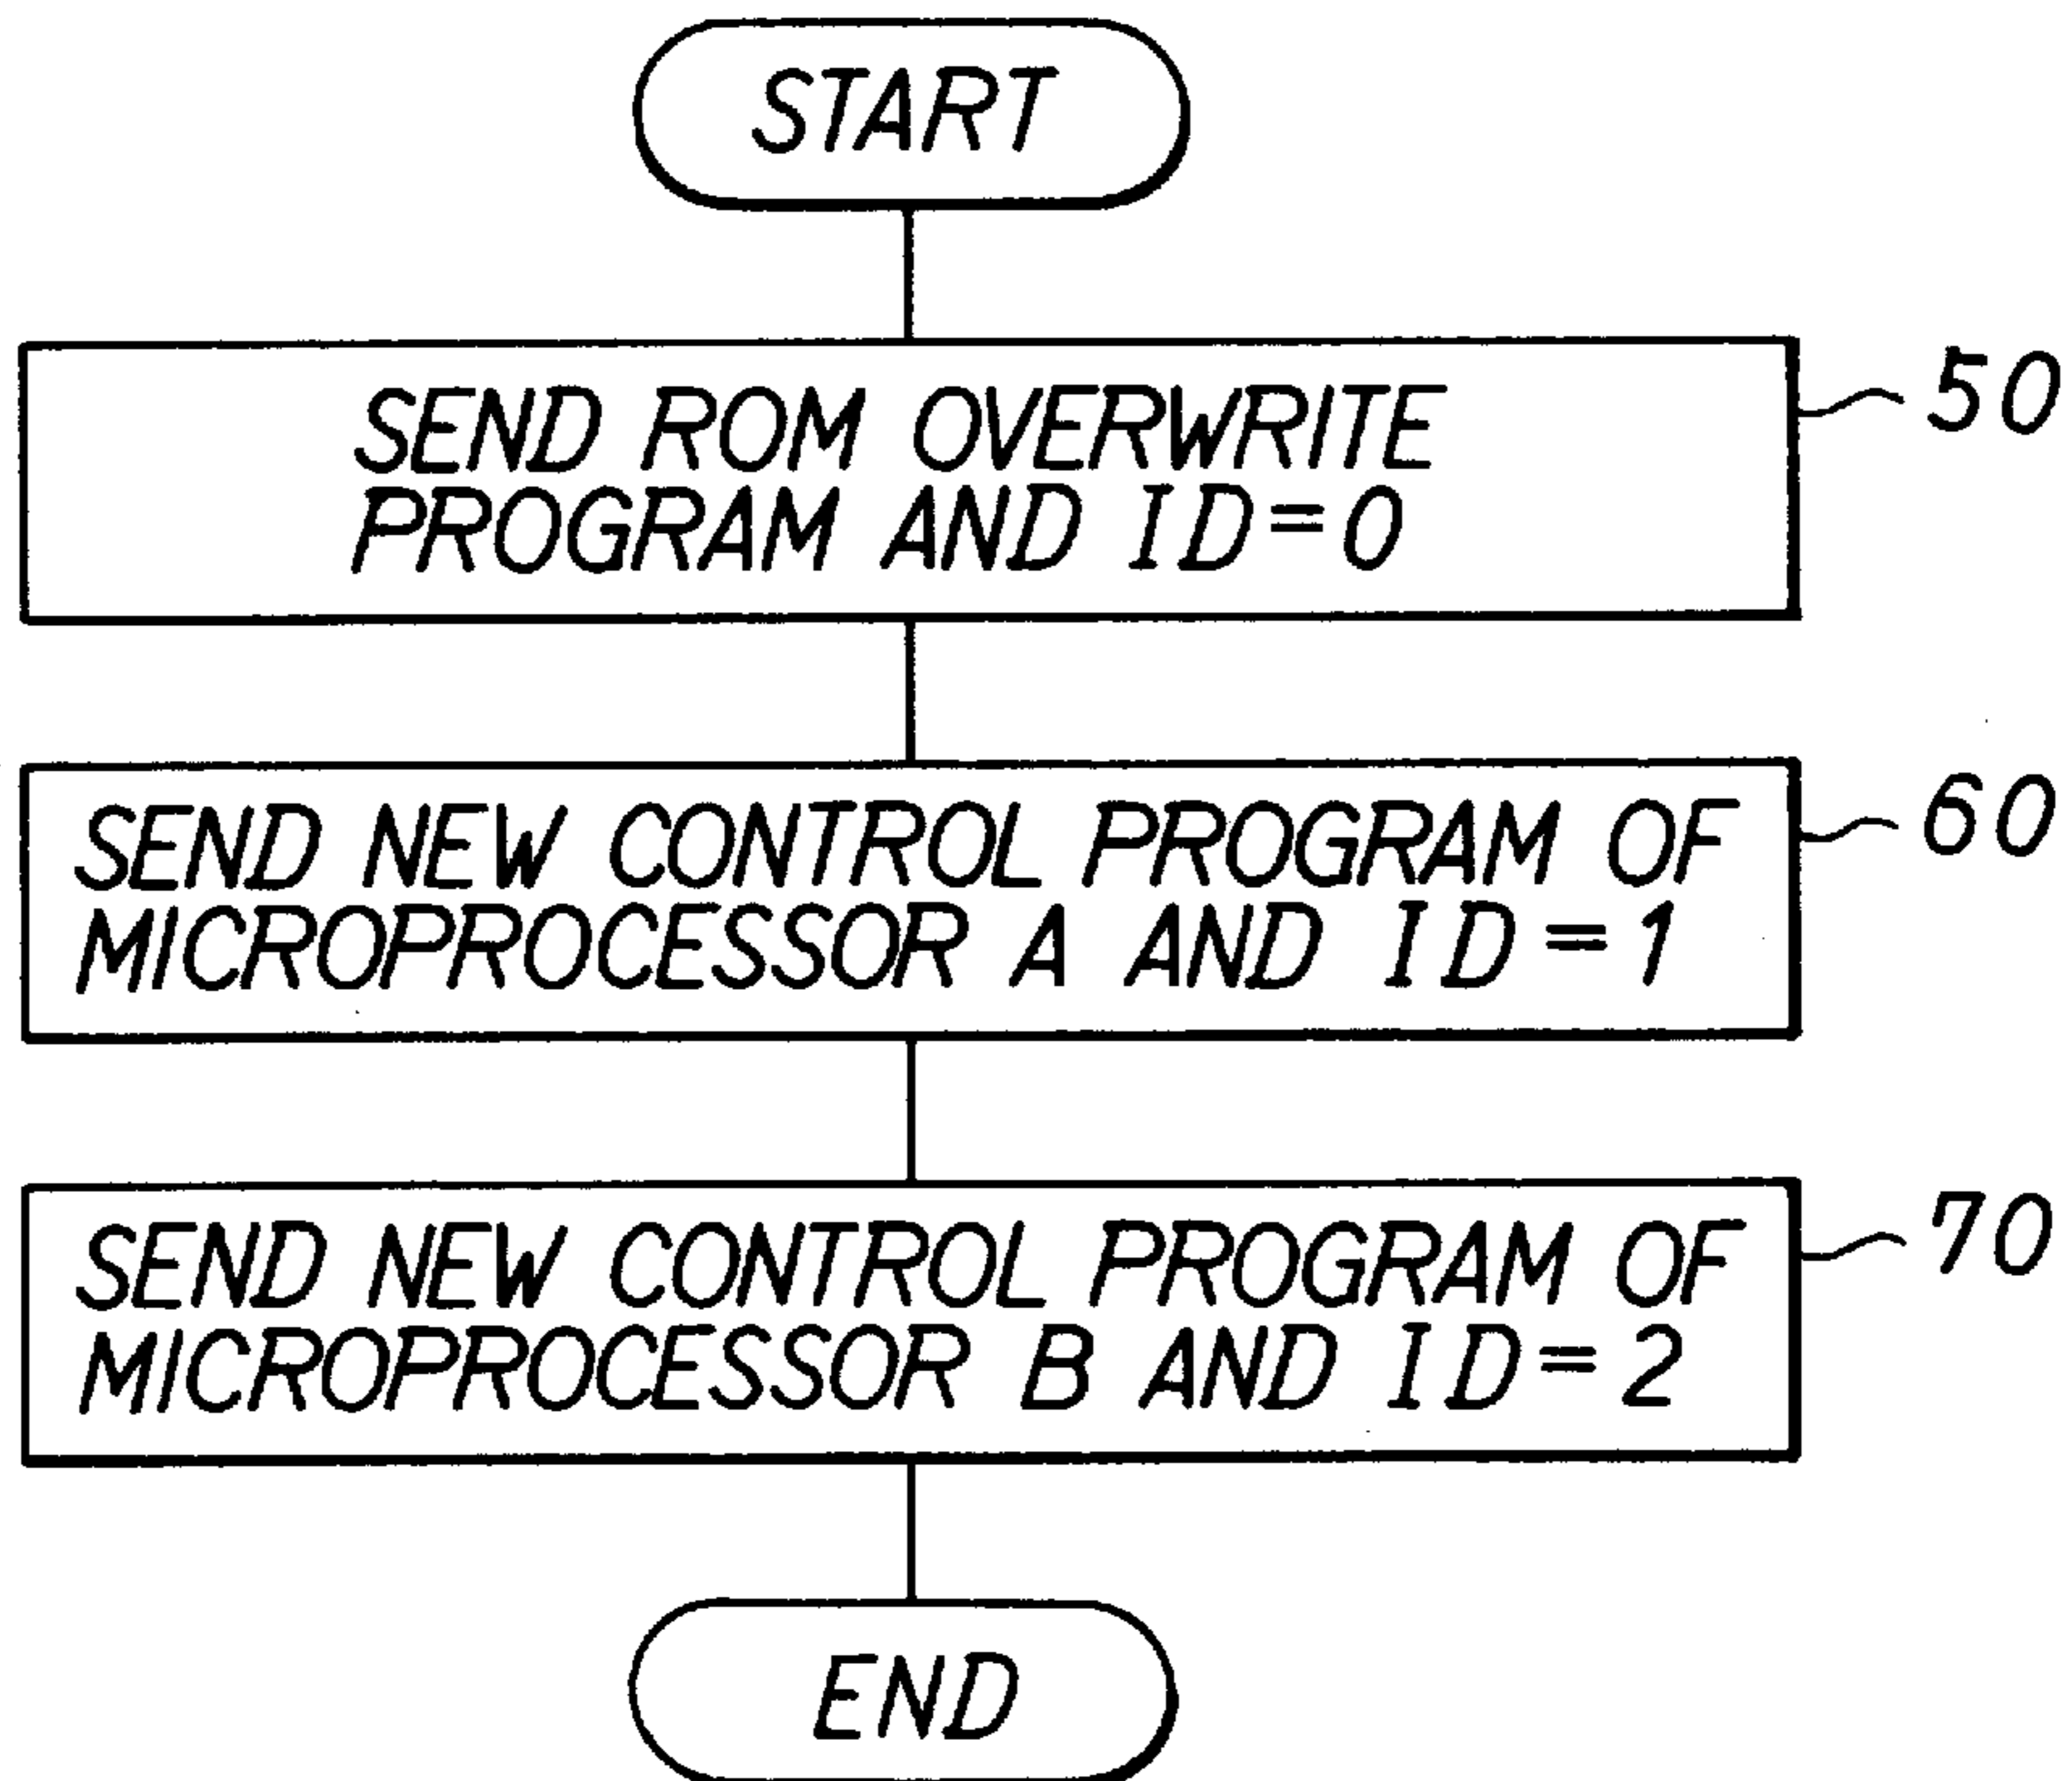 START
SEND ROM OVERWRITE
PROGRAM AND ID=0
50
SEND NEW CONTROL PROGRAM OF
MICROPROCESSOR A AND ID=1
60
SEND NEW CONTROL PROGRAM OF
MICROPROCESSOR B AND ID=2
70
END